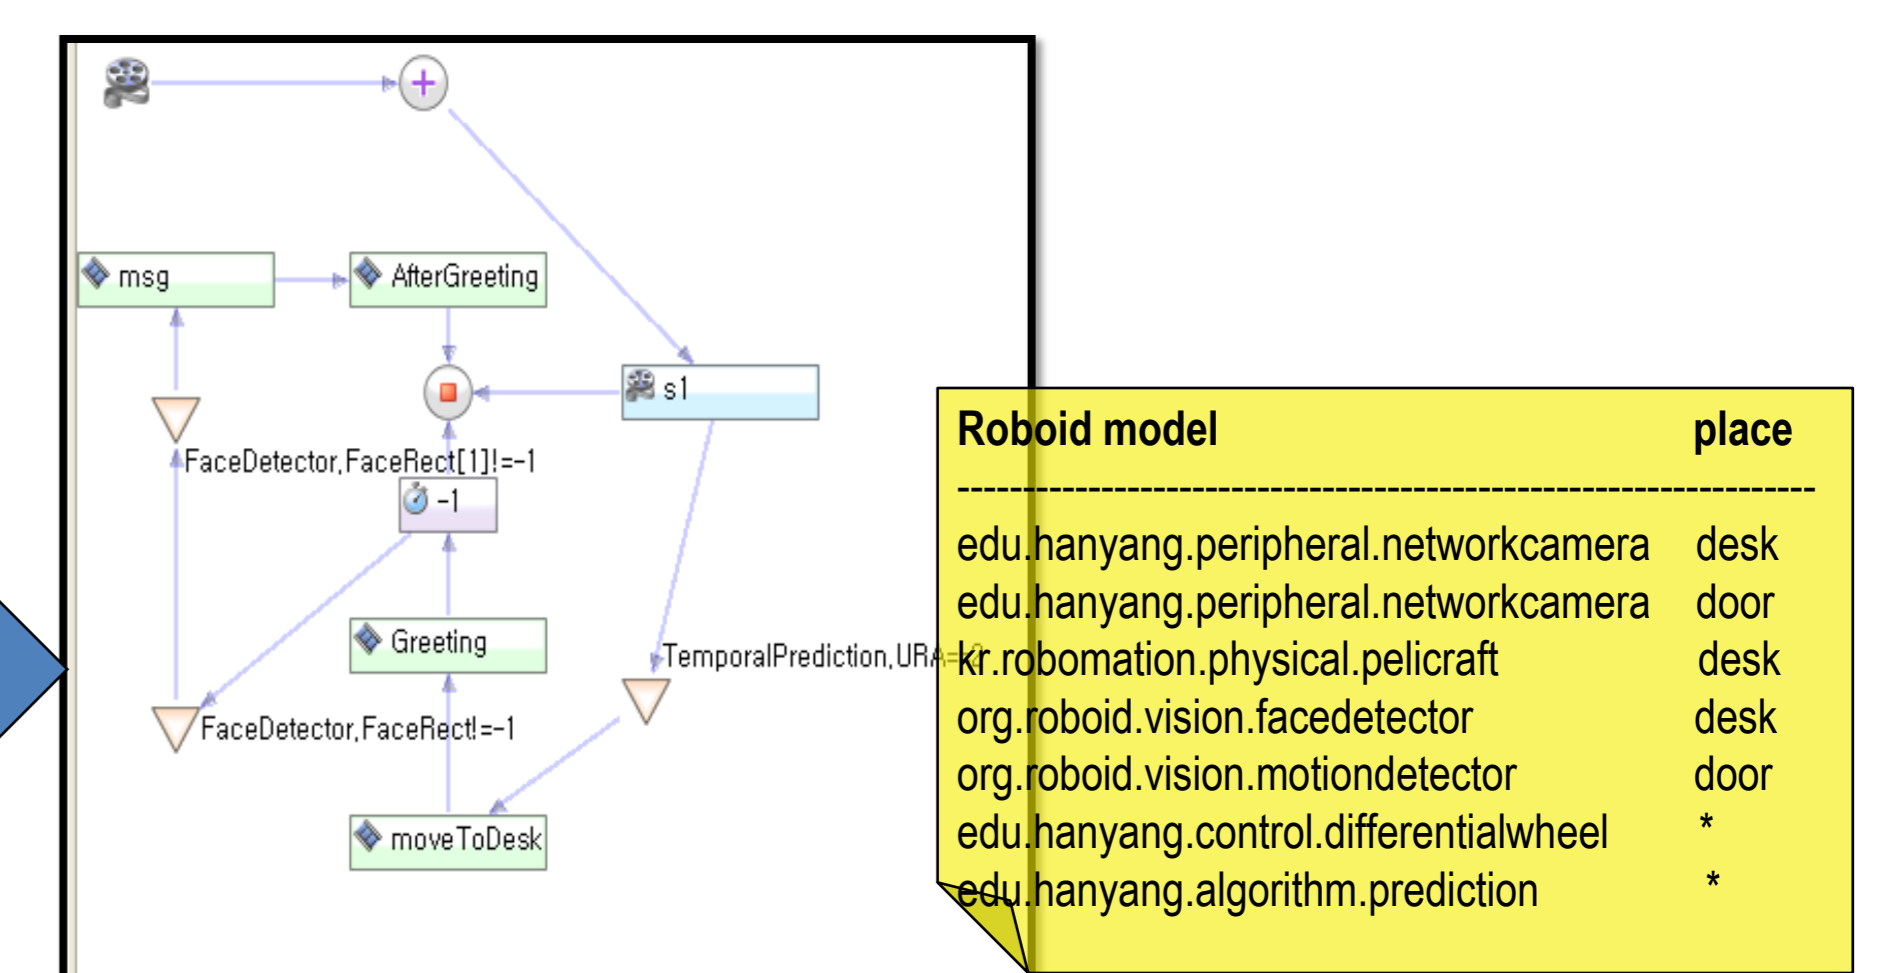 msg
AfterGreeting
s1
FaceDetector,FaceRect[1]!=-1
-1
Greeting
TemporalPrediction,URA=
FaceDetector,FaceRect!=-1
moveToDesk
Roboid model place
------------------------------------------------------------------
edu.hanyang.peripheral.networkcamera desk
edu.hanyang.peripheral.networkcamera door
kr.robomation.physical.pelicraft desk
org.roboid.vision.facedetector desk
org.roboid.vision.motiondetector door
edu.hanyang.control.differentialwheel *
edu.hanyang.algorithm.prediction *